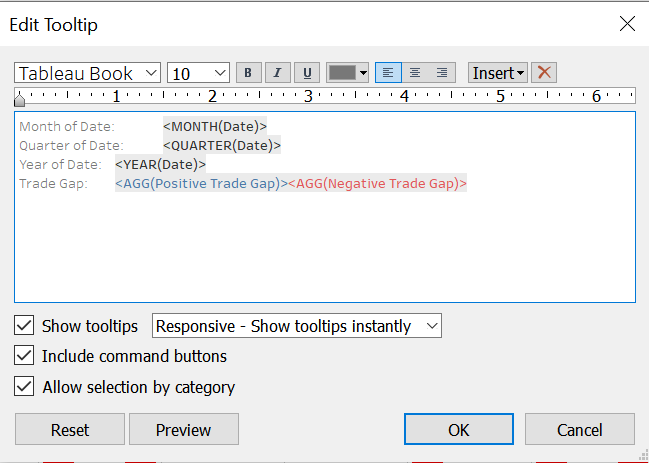 Edit Tooltip
Tableau Book 10 B I U Insert
1 2 3 4 5 6
Month of Date: <MONTH(Date)>
Quarter of Date: <QUARTER(Date)>
Year of Date: <YEAR(Date)>
Trade Gap: <AGG(Positive Trade Gap)><AGG(Negative Trade Gap)>
Show tooltips Responsive - Show tooltips instantly
Include command buttons
Allow selection by category
Reset Preview OK Cancel